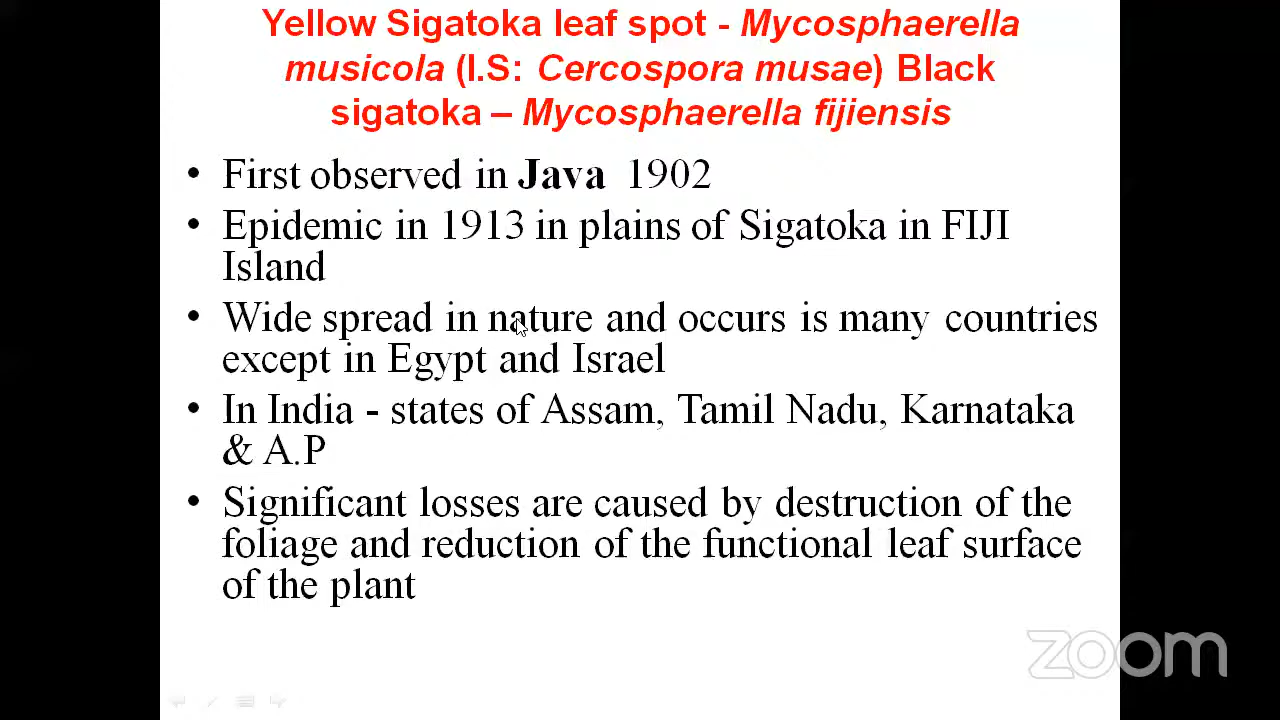 Yellow Sigatoka leaf spot - Mycosphaerella
musicola (I.S: Cercospora musae) Black
sigatoka – Mycosphaerella fijiensis
• First observed in Java 1902
• Epidemic in 1913 in plains of Sigatoka in FIJI
Island
• Wide spread in nature and occurs is many countries
except in Egypt and Israel
• In India - states of Assam, Tamil Nadu, Karnataka
& A.P
• Significant losses are caused by destruction of the
foliage and reduction of the functional leaf surface
of the plant
zoom